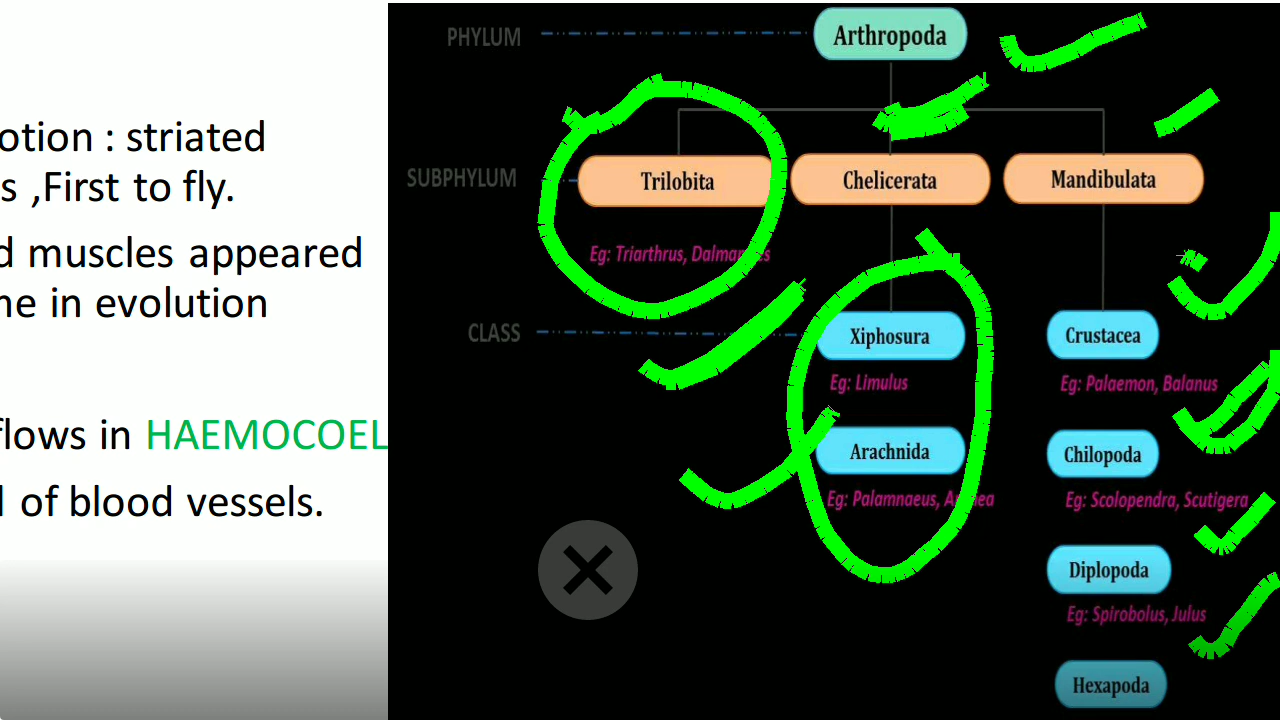 otion : striated
s ,First to fly.
d muscles appeared
me in evolution
flows in HAEMOCOEL
l of blood vessels.
PHYLUM
Arthropoda
SUBPHYLUM
Trilobita
Chelicerata
Mandibulata
Eg: Triarthrus,
CLASS
Xiphosura
Crustacea
Eg: Limulus
Eg: Palaemon, Balanus
Arachnida
Chilopoda
Eg: Palamnaeus,
Eg: Scolopendra, Scutigera
Diplopoda
Eg: Spirobolus, Julus
Hexapoda